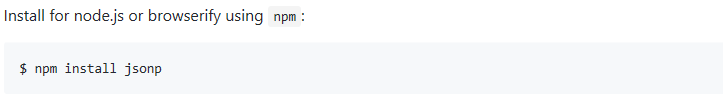 Install for node.js or browserify using npm:
$ npm install jsonp